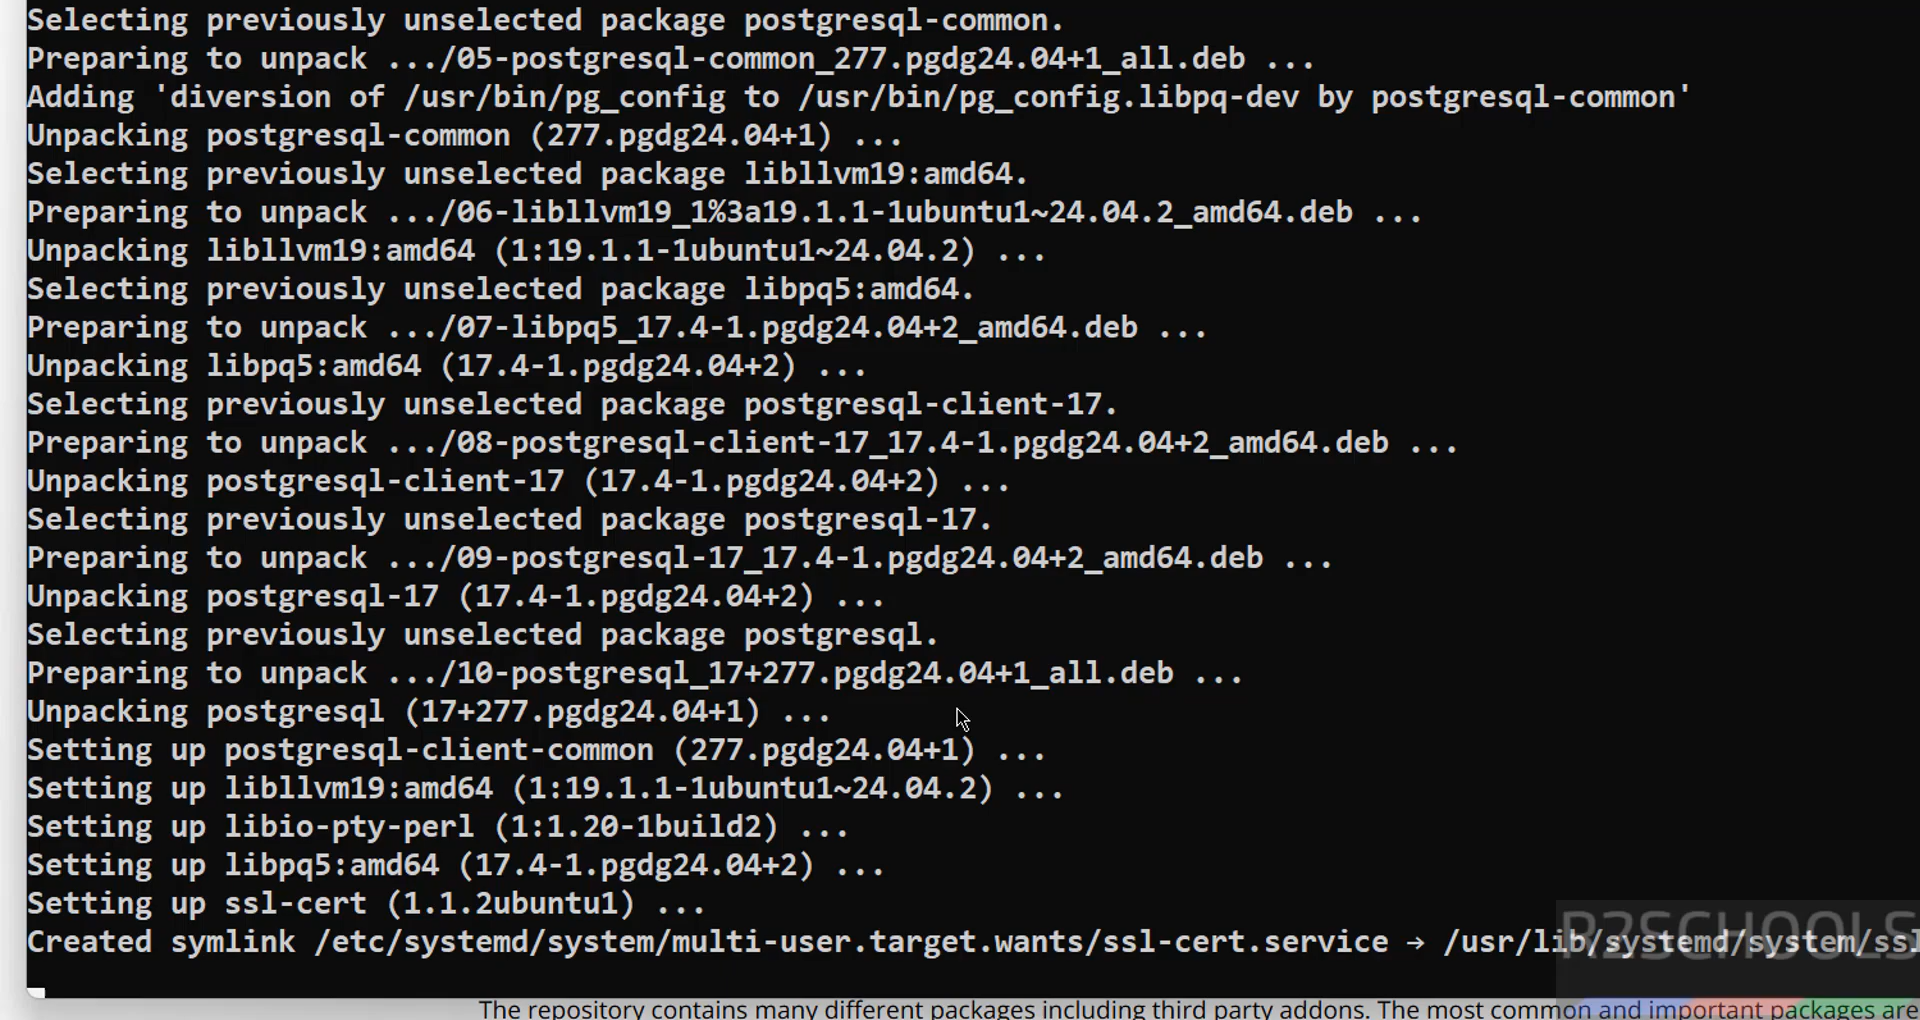 Selecting previously unselected package postgresql-common.
Preparing to unpack .../05-postgresql-common_277.pgdg24.04+1_all.deb ...
Adding 'diversion of /usr/bin/pg_config to /usr/bin/pg_config.libpq-dev by postgresql-common'
Unpacking postgresql-common (277.pgdg24.04+1) ...
Selecting previously unselected package libllvm19:amd64.
Preparing to unpack .../06-libllvm19_1%3a19.1.1-1ubuntu1~24.04.2_amd64.deb ...
Unpacking libllvm19:amd64 (1:19.1.1-1ubuntu1~24.04.2) ...
Selecting previously unselected package libpq5:amd64.
Preparing to unpack .../07-libpq5_17.4-1.pgdg24.04+2_amd64.deb ...
Unpacking libpq5:amd64 (17.4-1.pgdg24.04+2) ...
Selecting previously unselected package postgresql-client-17.
Preparing to unpack .../08-postgresql-client-17_17.4-1.pgdg24.04+2_amd64.deb ...
Unpacking postgresql-client-17 (17.4-1.pgdg24.04+2) ...
Selecting previously unselected package postgresql-17.
Preparing to unpack .../09-postgresql-17_17.4-1.pgdg24.04+2_amd64.deb ...
Unpacking postgresql-17 (17.4-1.pgdg24.04+2) ...
Selecting previously unselected package postgresql.
Preparing to unpack .../10-postgresql_17+277.pgdg24.04+1_all.deb ...
Unpacking postgresql (17+277.pgdg24.04+1) ...
Setting up postgresql-client-common (277.pgdg24.04+1) ...
Setting up libllvm19:amd64 (1:19.1.1-1ubuntu1~24.04.2) ...
Setting up libio-pty-perl (1:1.20-1build2) ...
Setting up libpq5:amd64 (17.4-1.pgdg24.04+2) ...
Setting up ssl-cert (1.1.2ubuntu1) ...
Created symlink /etc/systemd/system/multi-user.target.wants/ssl-cert.service → /usr/lib/systemd/system/ssl
R2SCHOOLS
The repository contains many different packages including third party addons. The most common and important packages are